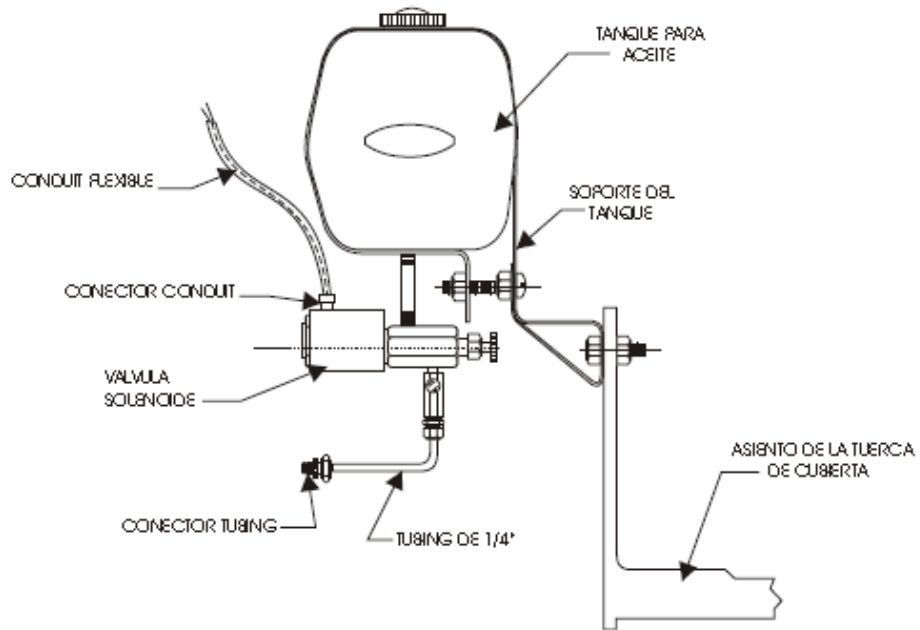 TANQUE PARA
ACEITE
CONDUIT FLEXIBLE
SOPORTE DEL
TANQUE
CONECTOR CONDUIT
VALVULA
SOLENOIDE
ASIENTO DE LA TUERCA
DE CUBIERTA
CONECTOR TUBING
TUBING DE 1/4"